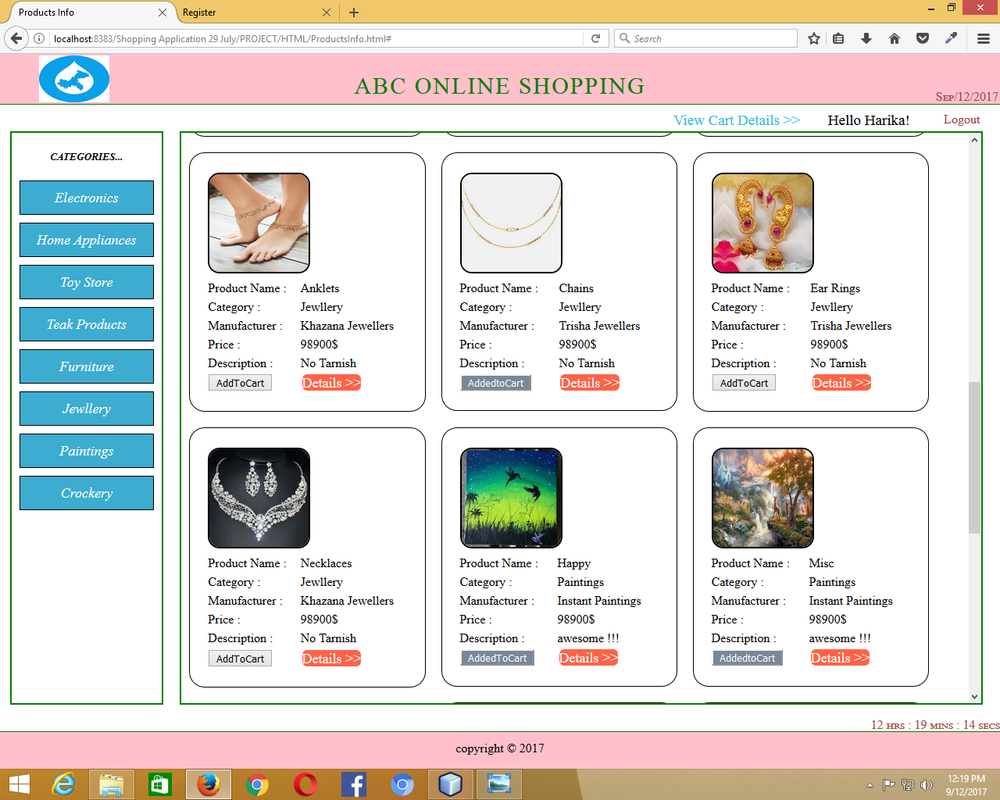 Products Info
Register
localhost:8383/Shopping Application 29 July/PROJECT/HTML/ProductsInfo.html#
Search
ABC ONLINE SHOPPING
Sep/12/2017
View Cart Details >>
Hello Harika!
Logout
CATEGORIES...
Electronics
Home Appliances
Toy Store
Teak Products
Furniture
Jewllery
Paintings
Crockery
Product Name : Anklets
Category : Jewllery
Manufacturer : Khazana Jewellers
Price : 98900$
Description : No Tarnish
AddToCart Details >>
Product Name : Chains
Category : Jewllery
Manufacturer : Trisha Jewellers
Price : 98900$
Description : No Tarnish
AddedtoCart Details >>
Product Name : Ear Rings
Category : Jewllery
Manufacturer : Trisha Jewellers
Price : 98900$
Description : No Tarnish
AddToCart Details >>
Product Name : Necklaces
Category : Jewllery
Manufacturer : Khazana Jewellers
Price : 98900$
Description : No Tarnish
AddToCart Details >>
Product Name : Happy
Category : Paintings
Manufacturer : Instant Paintings
Price : 98900$
Description : awesome !!!
AddedToCart Details >>
Product Name : Misc
Category : Paintings
Manufacturer : Instant Paintings
Price : 98900$
Description : awesome !!!
AddedtoCart Details >>
12 hrs : 19 mins : 14 secs
copyright © 2017
12:19 PM
9/12/2017